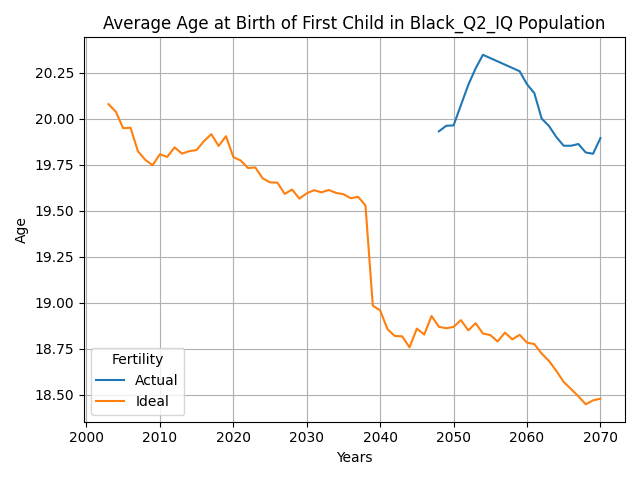 Average Age at Birth of First Child in Black_Q2_IQ Population
20.25
20.00
19.75
19.50
19.25
19.00
18.75
18.50
Age
Fertility
Actual
Ideal
2000 2010 2020 2030 2040 2050 2060 2070
Years